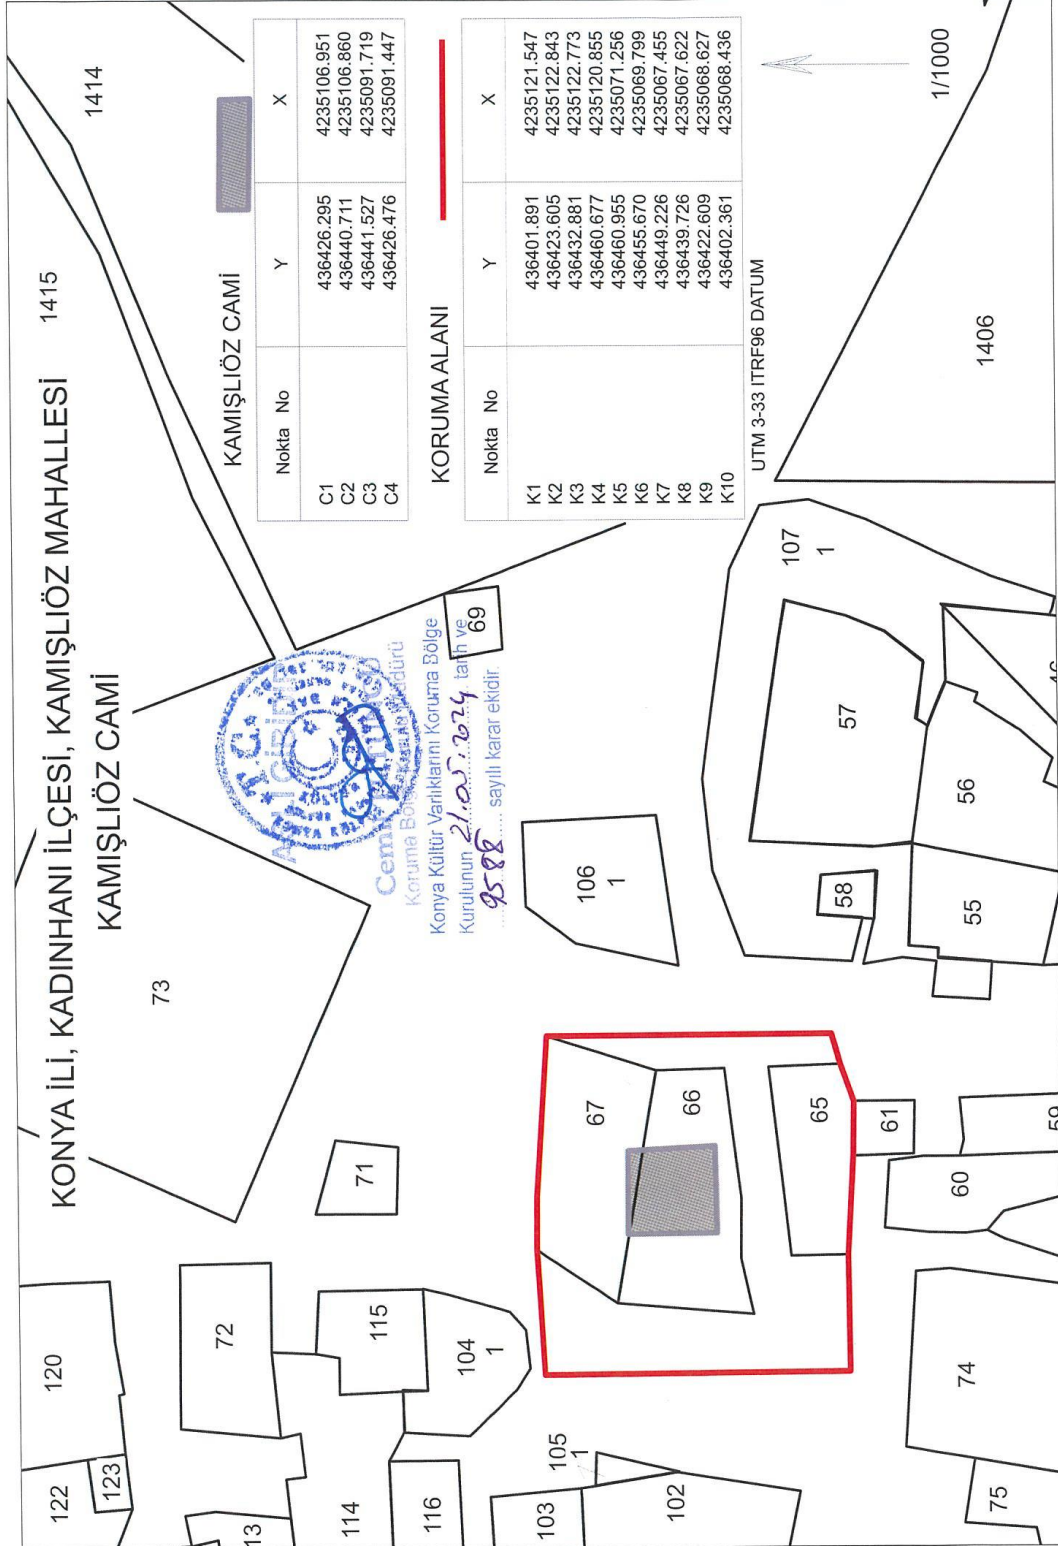 KONYA İLİ, KADINHANI İLÇESİ, KAMIŞLIÖZ MAHALLESİ
KAMIŞLIÖZ CAMİ
KAMIŞLIÖZ CAMİ
Nokta No Y X
C1 436426.295 4235106.951
C2 436440.711 4235106.860
C3 436441.527 4235091.719
C4 436426.476 4235091.447
KORUMA ALANI
Nokta No Y X
K1 436401.891 4235121.547
K2 436423.605 4235122.843
K3 436432.881 4235122.773
K4 436460.677 4235120.855
K5 436460.955 4235071.256
K6 436455.670 4235069.799
K7 436449.226 4235067.455
K8 436439.726 4235067.622
K9 436422.609 4235068.627
K10 436402.361 4235068.436
UTM 3-33 ITRF96 DATUM
1/1000
T.C.
Koruma Bölge
Konya Kültür Varlıklarını Koruma Bölge
Kurulunun 21.05.2024 tarih ve
9588 sayılı karar ekidir.
1414
1415
1406
73
71
72
120
122
123
115
104
1
114
116
13
103
105
1
102
106
1
69
67
66
65
61
60
59
74
75
107
1
57
56
58
55
46